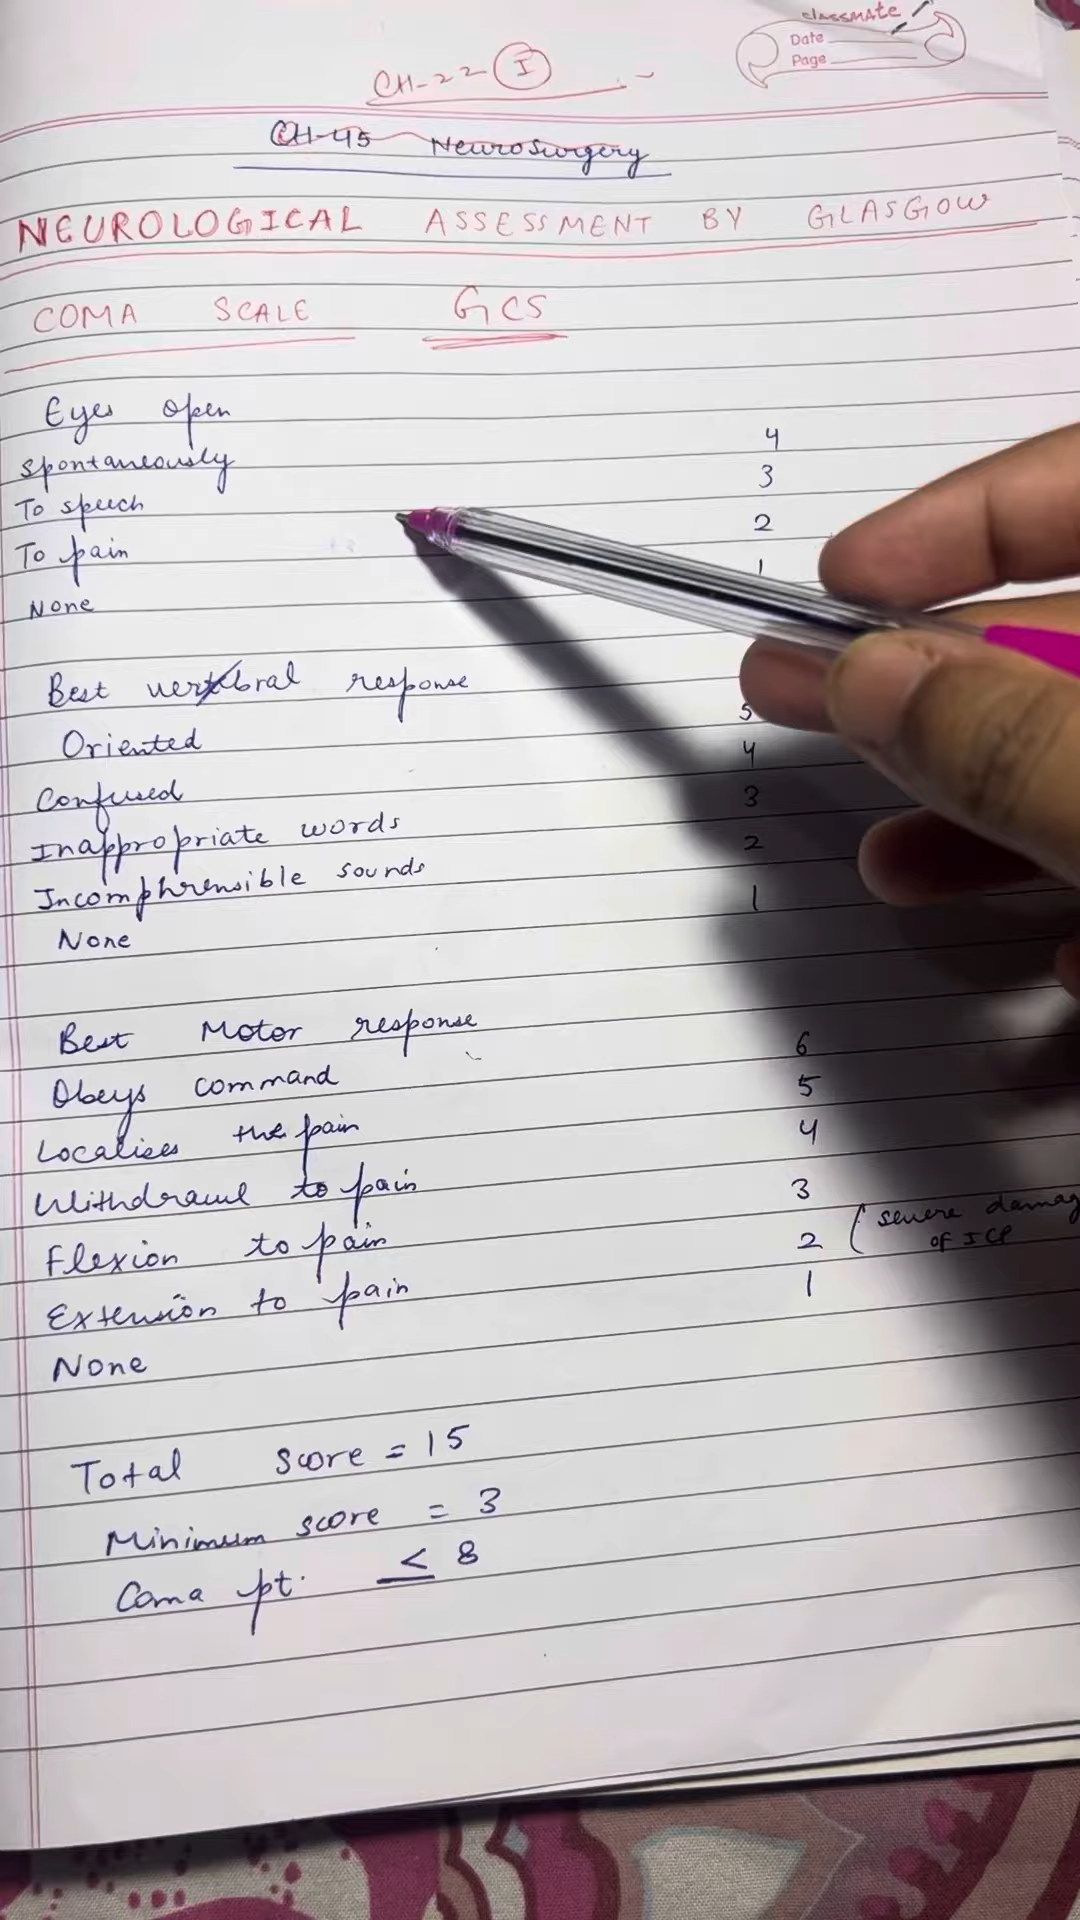 classmate
Date
Page
CH-22 I
CH-45 Neurosurgery
NEUROLOGICAL ASSESSMENT BY GLASGOW
COMA SCALE GCS
Eyes open
Spontaneously 4
To speech 3
To pain 2
None 1
Best verbral response
Oriented 5
Confused 4
Inappropriate words 3
Incomphrensible sounds 2
None 1
Best Motor response
Obeys command 6
Localises the pain 5
Withdrawl to pain 4
Flexion to pain 3
Extension to pain 2 (severe damag
of ICP
None 1
Total score = 15
Minimum score = 3
Coma pt. ≤ 8